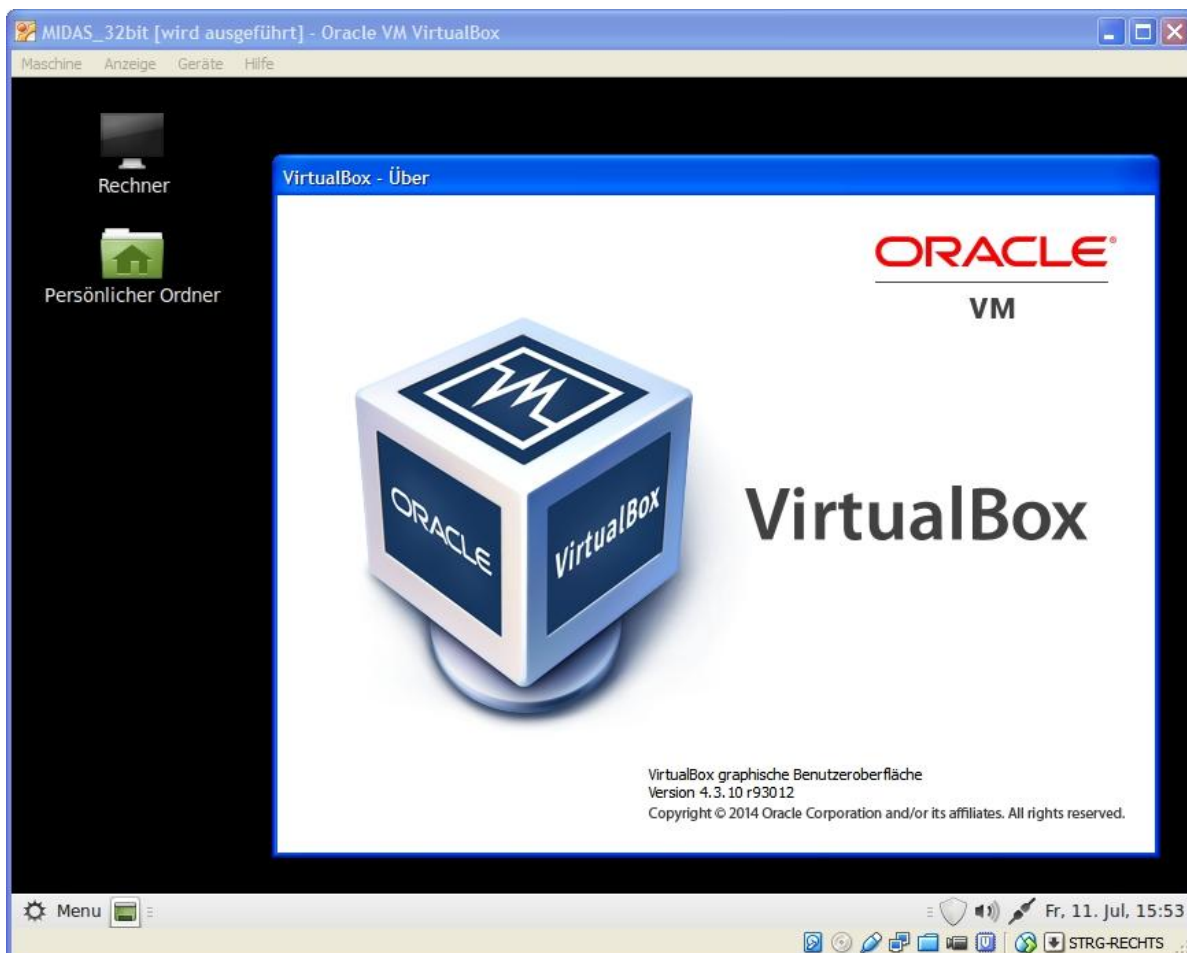 MIDAS_32bit [wird ausgeführt] - Oracle VM VirtualBox
Maschine Anzeige Geräte Hilfe
Rechner
Persönlicher Ordner
VirtualBox - Über
ORACLE®
VM
ORACLE
VirtualBox
VirtualBox
VirtualBox graphische Benutzeroberfläche
Version 4.3.10 r93012
Copyright © 2014 Oracle Corporation and/or its affiliates. All rights reserved.
Menu
Fr, 11. Jul, 15:53
STRG-RECHTS